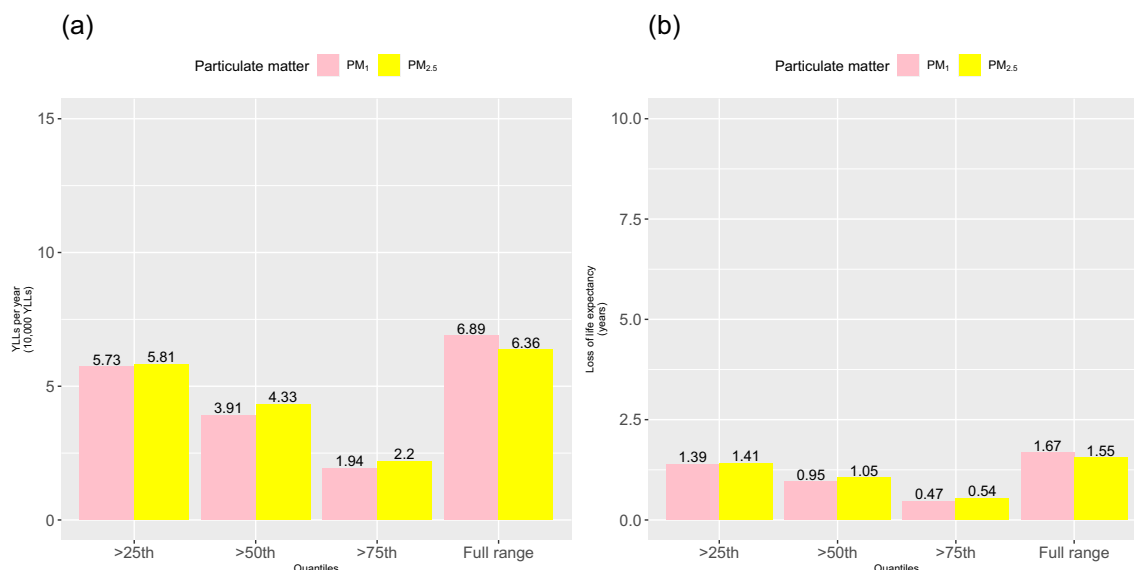 (a)
Particulate matter PM₁ PM₂.₅
15
10
5
0
YLLs per year
(10,000 YLLs)
5.73 5.81
3.91 4.33
1.94 2.2
6.89 6.36
>25th >50th >75th Full range
Quantiles
(b)
Particulate matter PM₁ PM₂.₅
10.0
7.5
5.0
2.5
0.0
Loss of life expectancy
(years)
1.39 1.41
0.95 1.05
0.47 0.54
1.67 1.55
>25th >50th >75th Full range
Quantiles